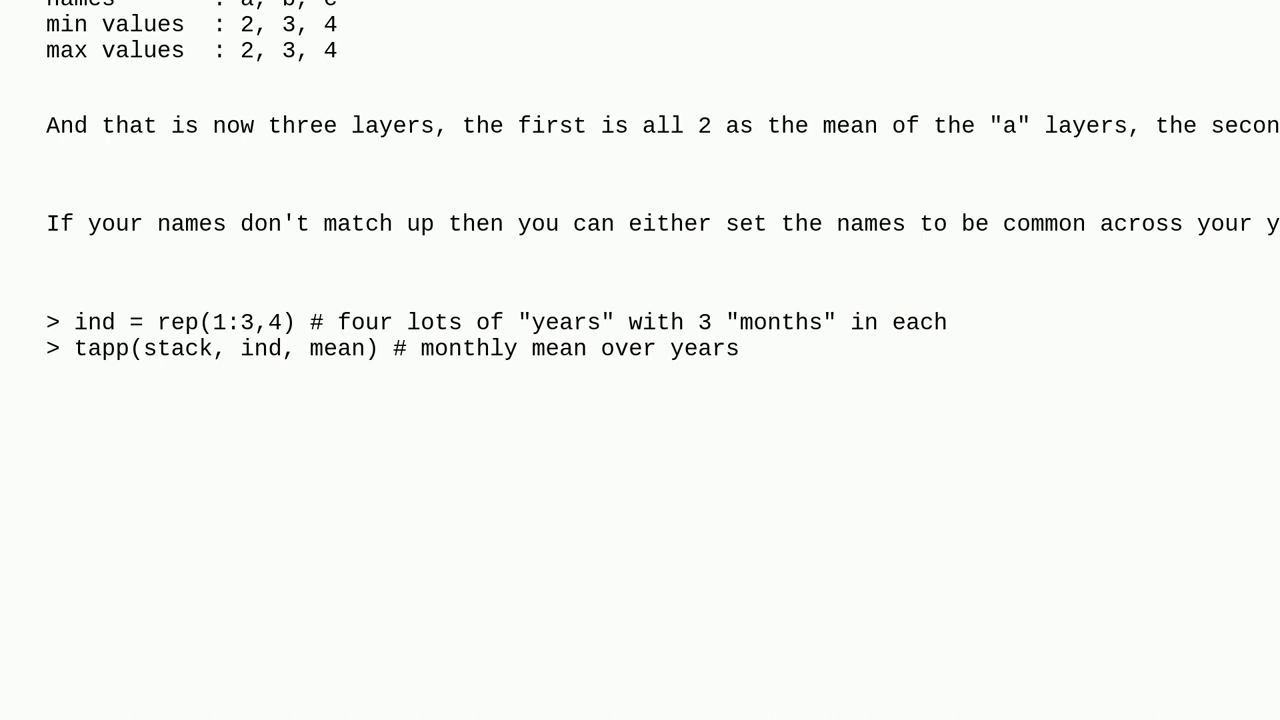 names       : a, b, c
min values  : 2, 3, 4
max values  : 2, 3, 4
And that is now three layers, the first is all 2 as the mean of the "a" layers, the secon
If your names don't match up then you can either set the names to be common across your y
> ind = rep(1:3,4) # four lots of "years" with 3 "months" in each
> tapp(stack, ind, mean) # monthly mean over years